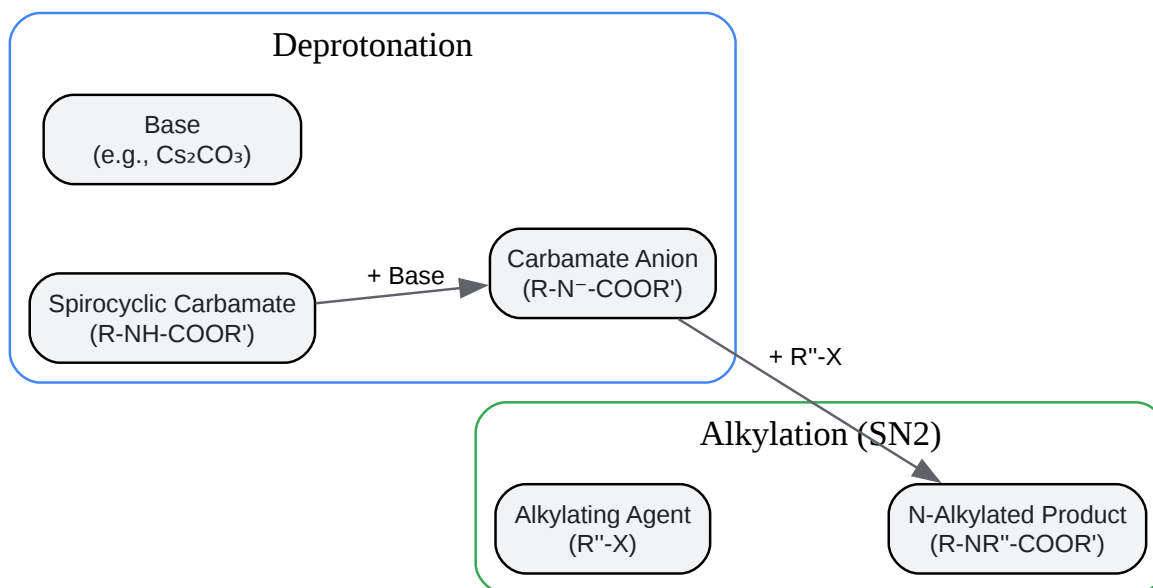 Deprotonation
Base
(e.g., Cs₂CO₃)
Spirocyclic Carbamate
(R-NH-COOR')
+ Base
Carbamate Anion
(R-N⁻-COOR')
+ R"-X
Alkylation (SN2)
Alkylating Agent
(R"-X)
N-Alkylated Product
(R-NR"-COOR')